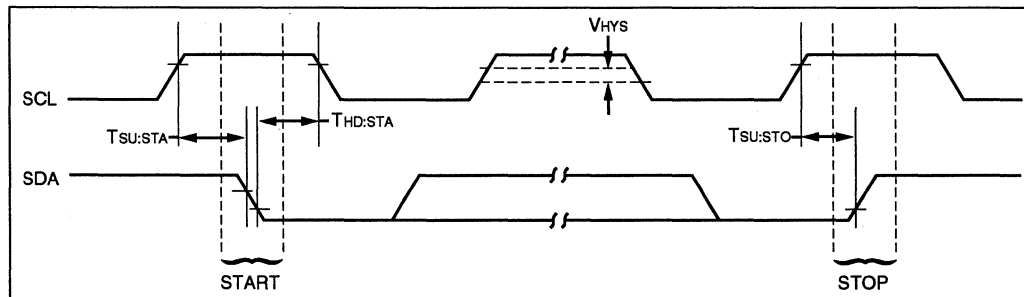 VHYS
SCL
THD:STA
TSU:STA
TSU:STO
SDA
START
STOP